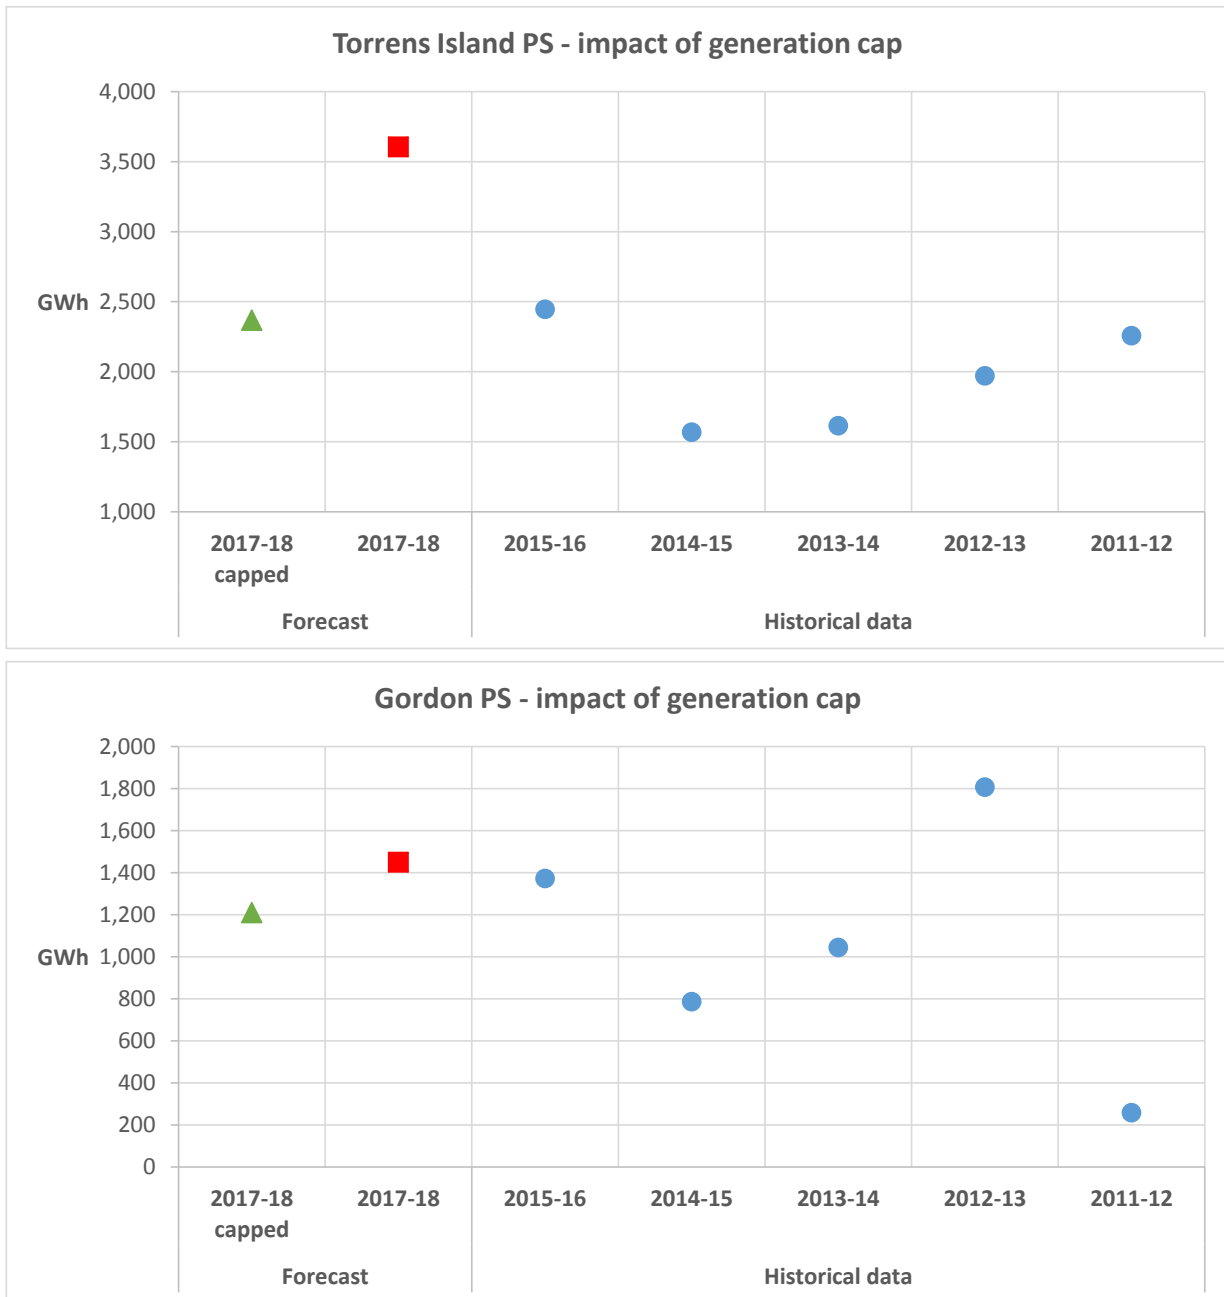 Torrens Island PS - impact of generation cap
4,000
3,500
3,000
GWh 2,500
2,000
1,500
1,000
2017-18 capped 2017-18 2015-16 2014-15 2013-14 2012-13 2011-12
Forecast Historical data
Gordon PS - impact of generation cap
2,000
1,800
1,600
1,400
1,200
GWh 1,000
800
600
400
200
0
2017-18 capped 2017-18 2015-16 2014-15 2013-14 2012-13 2011-12
Forecast Historical data